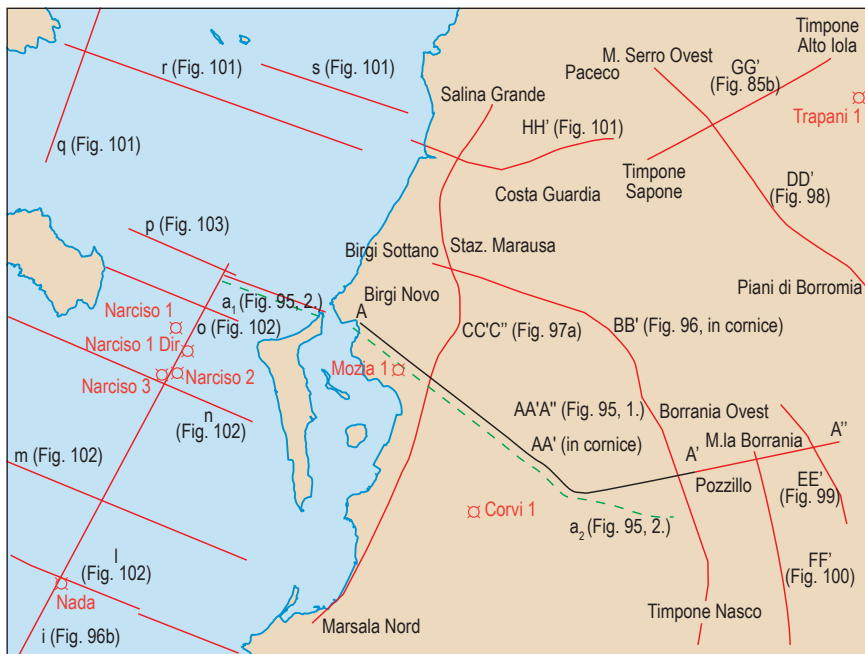 Timpone
Alto Iola
M. Serro Ovest
GG'
(Fig. 85b)
Paceco
r (Fig. 101)
s (Fig. 101)
Salina Grande
Trapani 1
HH' (Fig. 101)
q (Fig. 101)
Timpone
Sapone
DD'
(Fig. 98)
Costa Guardia
p (Fig. 103)
Birgi Sottano
Staz. Marausa
Piani di Borromia
a1 (Fig. 95, 2.)
Birgi Novo
A
Narciso 1
o (Fig. 102)
CC'C'' (Fig. 97a)
BB' (Fig. 96, in cornice)
Narciso 1 Dir
Narciso 3
Narciso 2
Mozia 1
n
(Fig. 102)
AA'A'' (Fig. 95, 1.)
AA' (in cornice)
Borrania Ovest
M.la Borrania
A''
m (Fig. 102)
A'
Pozzillo
EE'
(Fig. 99)
Corvi 1
a2 (Fig. 95, 2.)
l
(Fig. 102)
FF'
(Fig. 100)
Nada
Timpone Nasco
Marsala Nord
i (Fig. 96b)